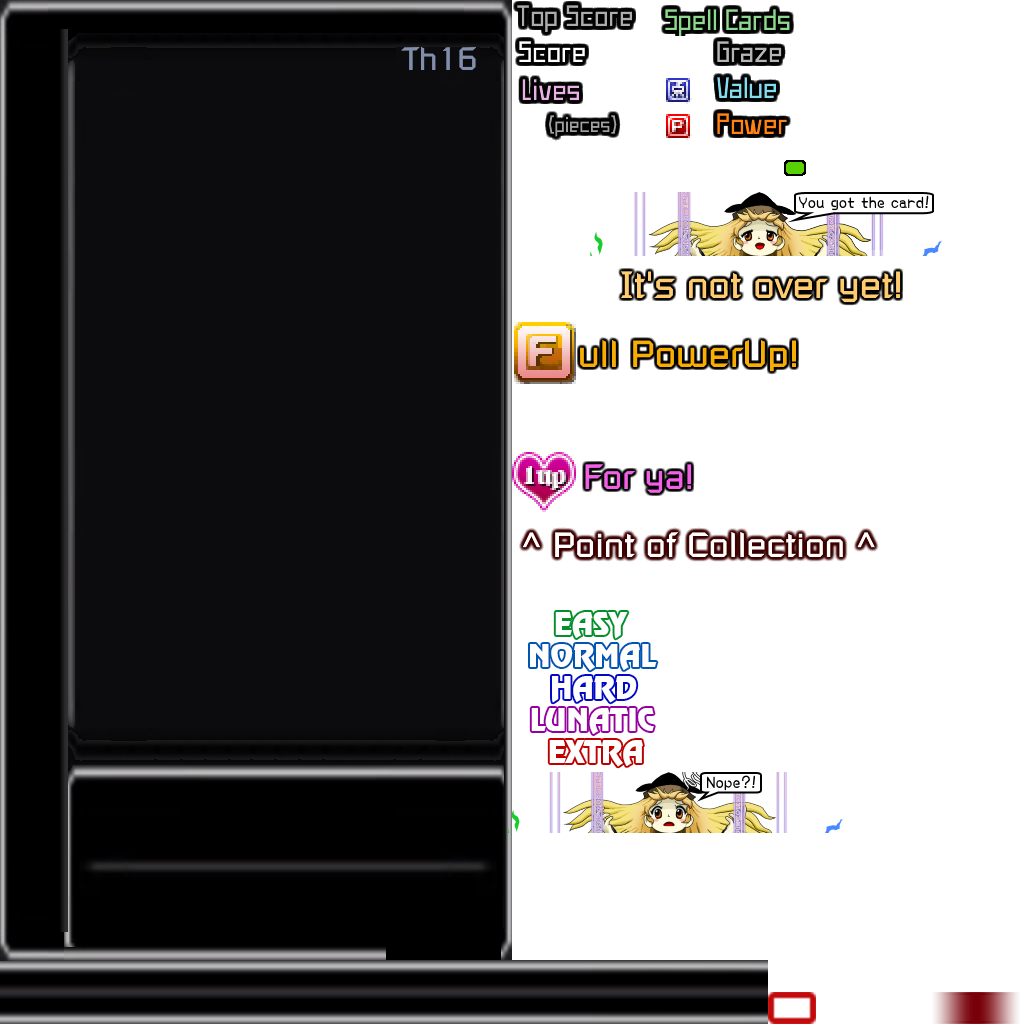 Th16
Top Score
Spell Cards
Score
Graze
Lives
Value
(pieces)
P
Power
You got the card!
It's not over yet!
Full PowerUp!
1up For ya!
^ Point of Collection ^
EASY
NORMAL
HARD
LUNATIC
EXTRA
Nope?!